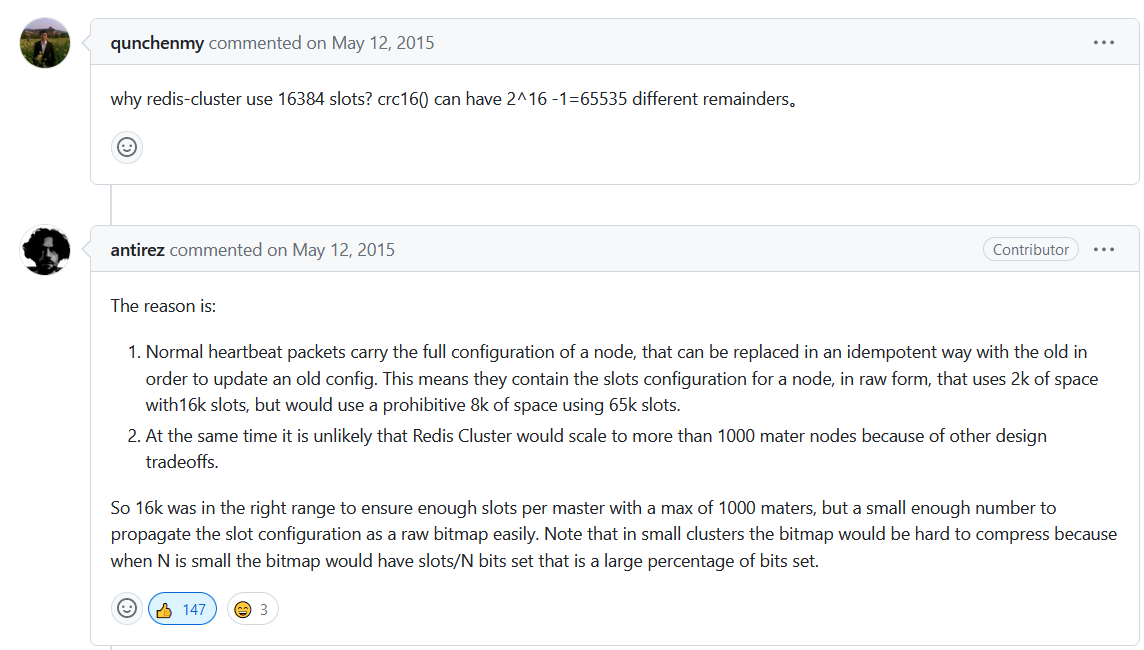 qunchenmy commented on May 12, 2015
why redis-cluster use 16384 slots? crc16() can have 2^16 -1=65535 different remainders。
antirez commented on May 12, 2015 Contributor
The reason is:
1. Normal heartbeat packets carry the full configuration of a node, that can be replaced in an idempotent way with the old in
order to update an old config. This means they contain the slots configuration for a node, in raw form, that uses 2k of space
with16k slots, but would use a prohibitive 8k of space using 65k slots.
2. At the same time it is unlikely that Redis Cluster would scale to more than 1000 mater nodes because of other design
tradeoffs.
So 16k was in the right range to ensure enough slots per master with a max of 1000 maters, but a small enough number to
propagate the slot configuration as a raw bitmap easily. Note that in small clusters the bitmap would be hard to compress because
when N is small the bitmap would have slots/N bits set that is a large percentage of bits set.
147 3